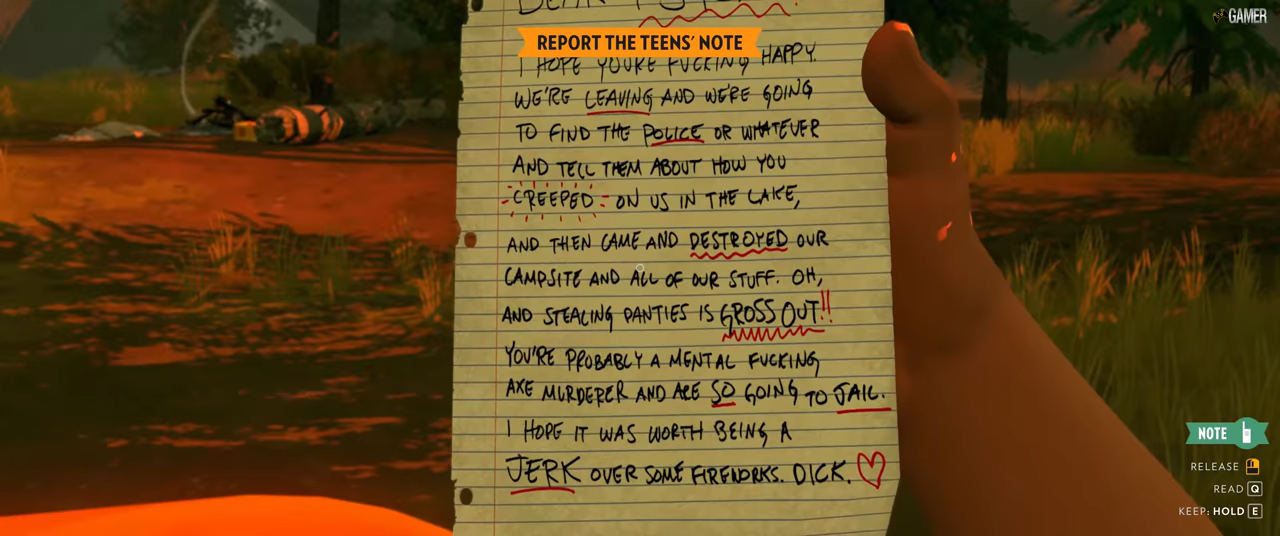 DEAR
GAMER
REPORT THE TEENS' NOTE
I HOPE YOU'RE FUCKING HAPPY.
WE'RE LEAVING AND WE'RE GOING
TO FIND THE POLICE OR WHATEVER
AND TELL THEM ABOUT HOW YOU
CREEPED ON US IN THE LAKE,
AND THEN CAME AND DESTROYED OUR
CAMPSITE AND ALL OF OUR STUFF. OH,
AND STEALING PANTIES IS GROSS OUT!!
YOU'RE PROBABLY A MENTAL FUCKING
AXE MURDERER AND ARE SO GOING TO JAIL.
I HOPE IT WAS WORTH BEING A
JERK OVER SOME FIREWORKS. DICK.
NOTE
RELEASE
READ Q
KEEP: HOLD E